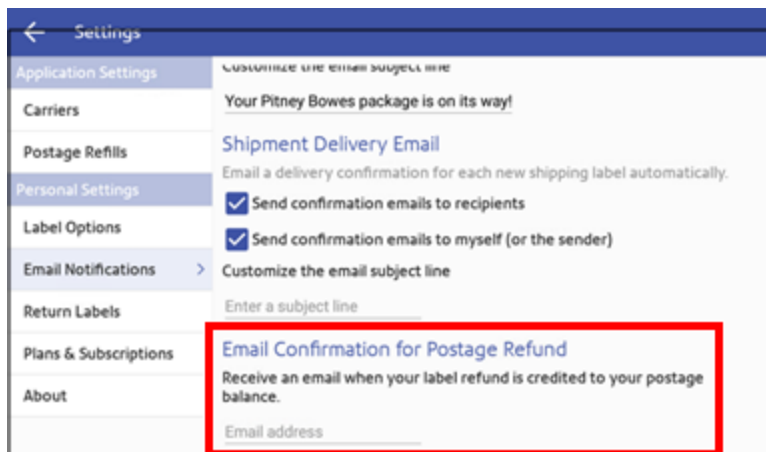 Settings
Application Settings
Carriers
Postage Refills
Personal Settings
Label Options
Email Notifications
Return Labels
Plans & Subscriptions
About
Customize the email subject line
Your Pitney Bowes package is on its way!
Shipment Delivery Email
Email a delivery confirmation for each new shipping label automatically.
Send confirmation emails to recipients
Send confirmation emails to myself (or the sender)
Customize the email subject line
Enter a subject line
Email Confirmation for Postage Refund
Receive an email when your label refund is credited to your postage
balance.
Email address